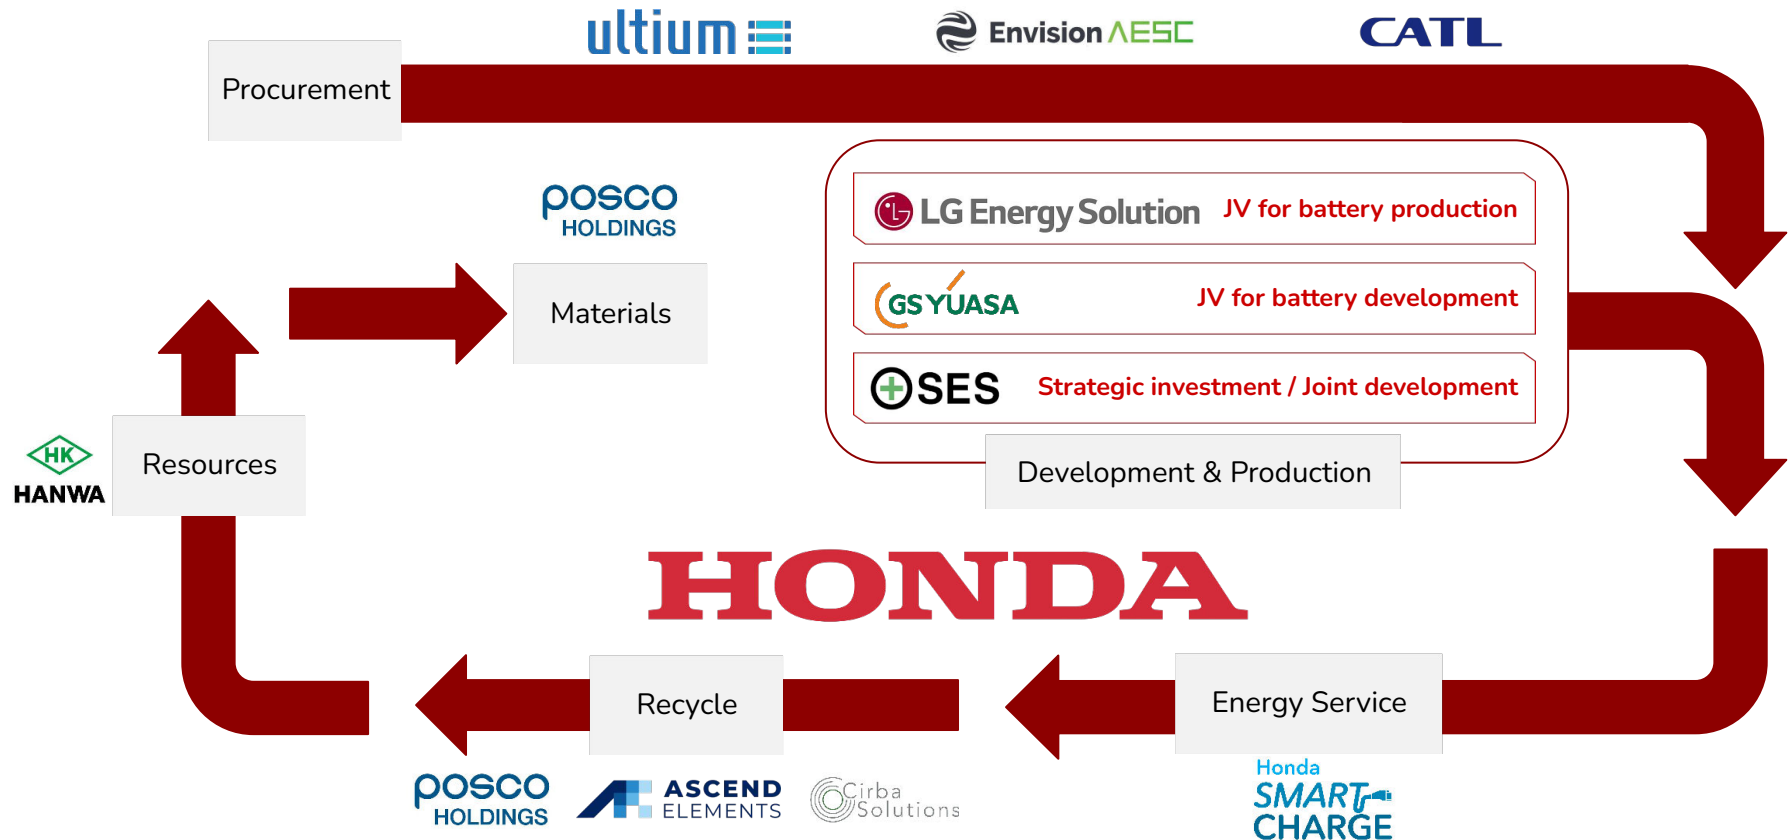 ultium
Envision AESC
CATL
Procurement
POSCO
HOLDINGS
LG
LG Energy Solution
JV for battery production
Materials
GS YUASA
JV for battery development
SES
Strategic investment / Joint development
HK
HANWA
Resources
Development & Production
HONDA
Recycle
Energy Service
POSCO
HOLDINGS
ASCEND
ELEMENTS
Cirba
Solutions
Honda
SMART
CHARGE